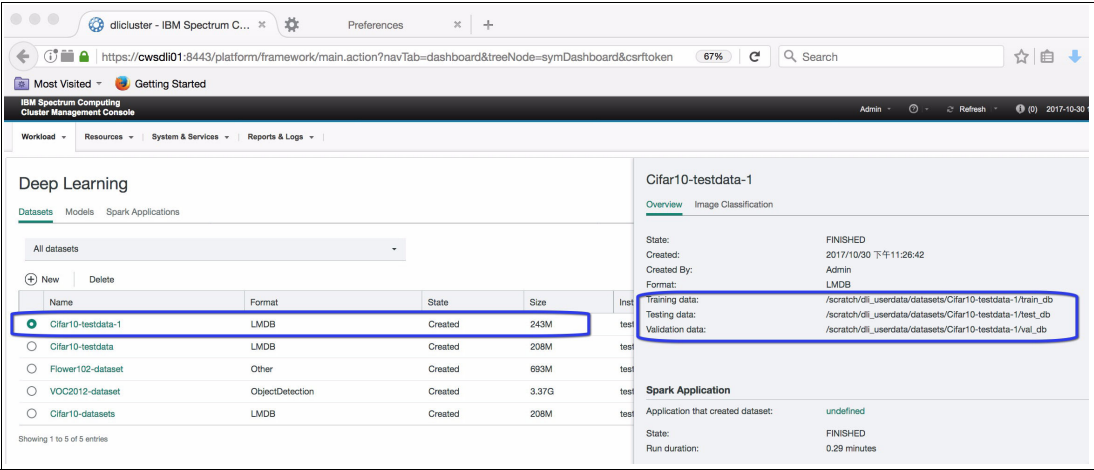 dlicluster - IBM Spectrum C... × Preferences × +
https://cwsdli01:8443/platform/framework/main.action?navTab=dashboard&treeNode=symDashboard&csrftoken 67% Search
Most Visited Getting Started
IBM Spectrum Computing
Cluster Management Console
Admin Refresh (0) 2017-10-30
Workload Resources System & Services Reports & Logs
Deep Learning
Datasets Models Spark Applications
All datasets
New Delete
Name Format State Size Inst
Cifar10-testdata-1 LMDB Created 243M test
Cifar10-testdata LMDB Created 208M test
Flower102-dataset Other Created 693M test
VOC2012-dataset ObjectDetection Created 3.37G test
Cifar10-datasets LMDB Created 208M test
Showing 1 to 5 of 5 entries
Cifar10-testdata-1
Overview Image Classification
State: FINISHED
Created: 2017/10/30 下午11:26:42
Created By: Admin
Format: LMDB
Training data: /scratch/dli_userdata/datasets/Cifar10-testdata-1/train_db
Testing data: /scratch/dli_userdata/datasets/Cifar10-testdata-1/test_db
Validation data: /scratch/dli_userdata/datasets/Cifar10-testdata-1/val_db
Spark Application
Application that created dataset: undefined
State: FINISHED
Run duration: 0.29 minutes